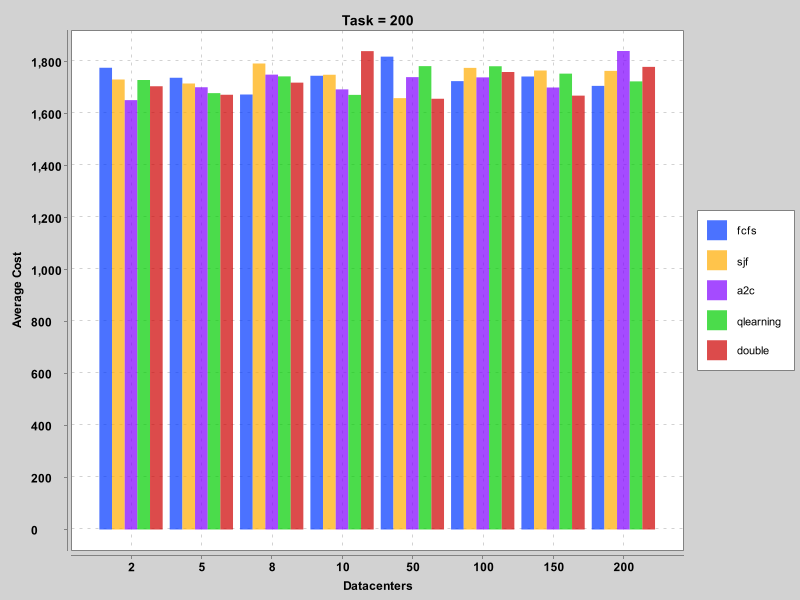 Task = 200
1,800
1,600
1,400
1,200
1,000
800
600
400
200
0
Average Cost
2 5 8 10 50 100 150 200
Datacenters
fcfs
sjf
a2c
qlearning
double